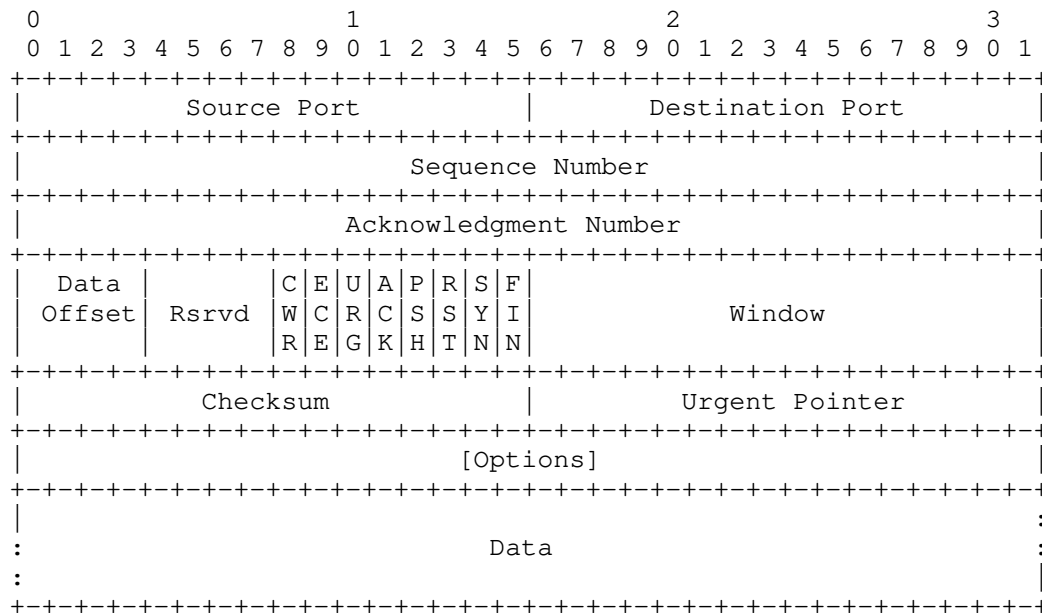 0                   1                   2                   3
0 1 2 3 4 5 6 7 8 9 0 1 2 3 4 5 6 7 8 9 0 1 2 3 4 5 6 7 8 9 0 1
+-+-+-+-+-+-+-+-+-+-+-+-+-+-+-+-+-+-+-+-+-+-+-+-+-+-+-+-+-+-+-+-+
|          Source Port          |       Destination Port        |
+-+-+-+-+-+-+-+-+-+-+-+-+-+-+-+-+-+-+-+-+-+-+-+-+-+-+-+-+-+-+-+-+
|                        Sequence Number                        |
+-+-+-+-+-+-+-+-+-+-+-+-+-+-+-+-+-+-+-+-+-+-+-+-+-+-+-+-+-+-+-+-+
|                    Acknowledgment Number                      |
+-+-+-+-+-+-+-+-+-+-+-+-+-+-+-+-+-+-+-+-+-+-+-+-+-+-+-+-+-+-+-+-+
|  Data |       |C|E|U|A|P|R|S|F|                               |
| Offset| Rsrvd |W|C|R|C|S|S|Y|I|            Window             |
|       |       |R|E|G|K|H|T|N|N|                               |
+-+-+-+-+-+-+-+-+-+-+-+-+-+-+-+-+-+-+-+-+-+-+-+-+-+-+-+-+-+-+-+-+
|           Checksum            |         Urgent Pointer        |
+-+-+-+-+-+-+-+-+-+-+-+-+-+-+-+-+-+-+-+-+-+-+-+-+-+-+-+-+-+-+-+-+
|                           [Options]                           |
+-+-+-+-+-+-+-+-+-+-+-+-+-+-+-+-+-+-+-+-+-+-+-+-+-+-+-+-+-+-+-+-+
|                                                               :
:                             Data                              :
:                                                               |
+-+-+-+-+-+-+-+-+-+-+-+-+-+-+-+-+-+-+-+-+-+-+-+-+-+-+-+-+-+-+-+-+